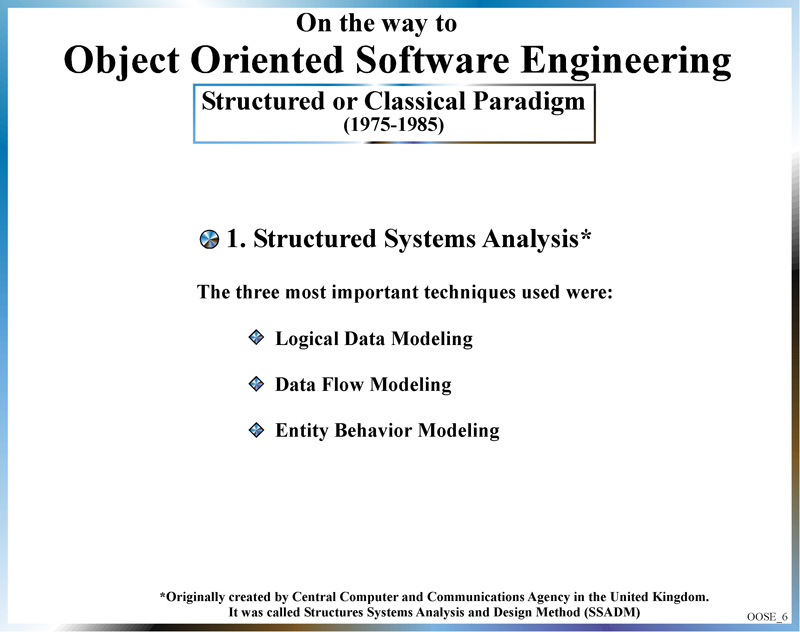 On the way to
Object Oriented Software Engineering
Structured or Classical Paradigm
(1975-1985)
1. Structured Systems Analysis*
The three most important techniques used were:
Logical Data Modeling
Data Flow Modeling
Entity Behavior Modeling
*Originally created by Central Computer and Communications Agency in the United Kingdom.
It was called Structures Systems Analysis and Design Method (SSADM)
OOSE_6